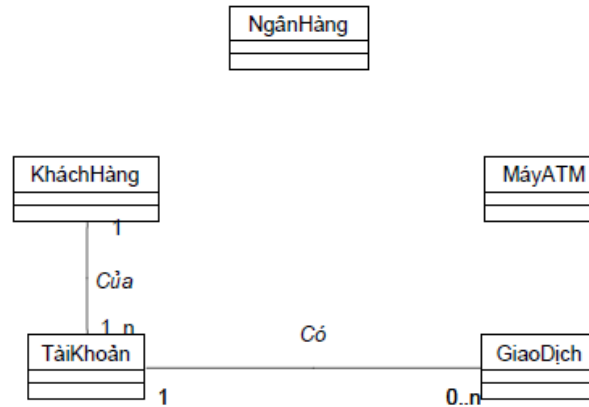 NgânHàng
KháchHàng
MáyATM
1
Của
1..n
Có
TàiKhoản
GiaoDịch
1
0..n